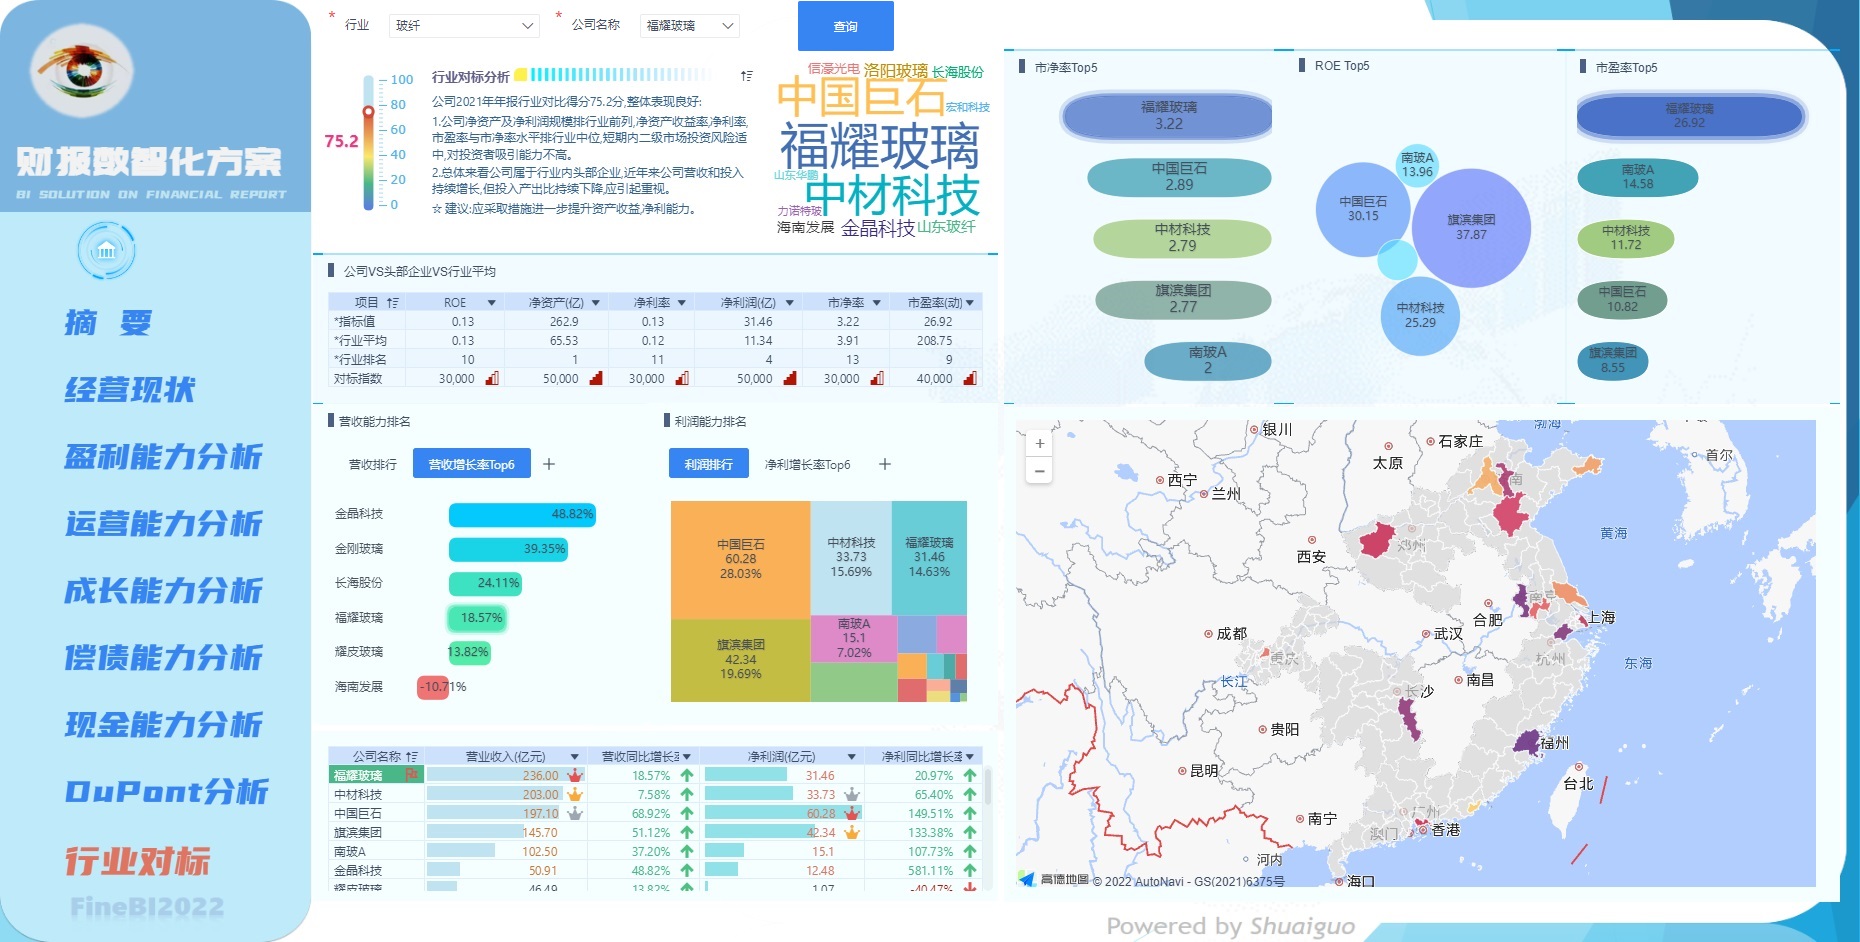 财报数智化方案
BI SOLUTION ON FINANCIAL REPORT
摘 要
经营现状
盈利能力分析
运营能力分析
成长能力分析
偿债能力分析
现金能力分析
DuPont分析
行业对标
FineBI2022
* 行业 玻纤 * 公司名称 福耀玻璃 查询
75.2
100
80
60
40
20
0
行业对标分析
公司2021年年报行业对比得分75.2分,整体表现良好:
1.公司净资产及净利润规模排行业前列,净资产收益率,净利率,
市盈率与市净率水平排行业中位,短期内二级市场投资风险适
中,对投资者吸引能力不高。
2.总体来看公司属于行业内头部企业,近年来公司营收和投入
持续增长,但投入产出比持续下降,应引起重视。
☆ 建议:应采取措施进一步提升资产收益,净利能力。
信濠光电 洛阳玻璃 长海股份
中国巨石 宏和科技
福耀玻璃
山东华鹏 中材科技
力诺特玻
海南发展 金晶科技 山东玻纤
公司VS头部企业VS行业平均
项目 ROE 净资产(亿) 净利率 净利润(亿) 市净率 市盈率(动)
*指标值 0.13 262.9 0.13 31.46 3.22 26.92
*行业平均 0.13 65.53 0.12 11.34 3.91 208.75
*行业排名 10 1 11 4 13 9
对标指数 30,000 50,000 30,000 50,000 30,000 40,000
营收能力排名
营收排行 营收增长率Top6 +
金晶科技 48.82%
金刚玻璃 39.35%
长海股份 24.11%
福耀玻璃 18.57%
耀皮玻璃 13.82%
海南发展 -10.71%
利润能力排名
利润排行 净利增长率Top6 +
中国巨石
60.28
28.03%
中材科技
33.73
15.69%
福耀玻璃
31.46
14.63%
旗滨集团
42.34
19.69%
南玻A
15.1
7.02%
公司名称 营业收入(亿元) 营收同比增长率 净利润(亿元) 净利同比增长率
福耀玻璃 236.00 18.57% 31.46 20.97%
中材科技 203.00 7.58% 33.73 65.40%
中国巨石 197.10 68.92% 60.28 149.51%
旗滨集团 145.70 51.12% 42.34 133.38%
南玻A 102.50 37.20% 15.1 107.73%
金晶科技 50.91 48.82% 12.48 581.11%
耀皮玻璃 46.49 13.82% 1.07 -40.47%
市净率Top5
福耀玻璃
3.22
中国巨石
2.89
中材科技
2.79
旗滨集团
2.77
南玻A
2
ROE Top5
南玻A
13.96
中国巨石
30.15
旗滨集团
37.87
中材科技
25.29
市盈率Top5
福耀玻璃
26.92
南玻A
14.58
中材科技
11.72
中国巨石
10.82
旗滨集团
8.55
+
−
银川
石家庄
渤海
太原
首尔
西宁
兰州
黄海
西安
郑州
南京
合肥
上海
成都
武汉
杭州
重庆
东海
长江
长沙
南昌
贵阳
福州
昆明
台北
南宁
广州
澳门
香港
河内
海口
高德地图 © 2022 AutoNavi - GS(2021)6375号
Powered by Shuaiguo